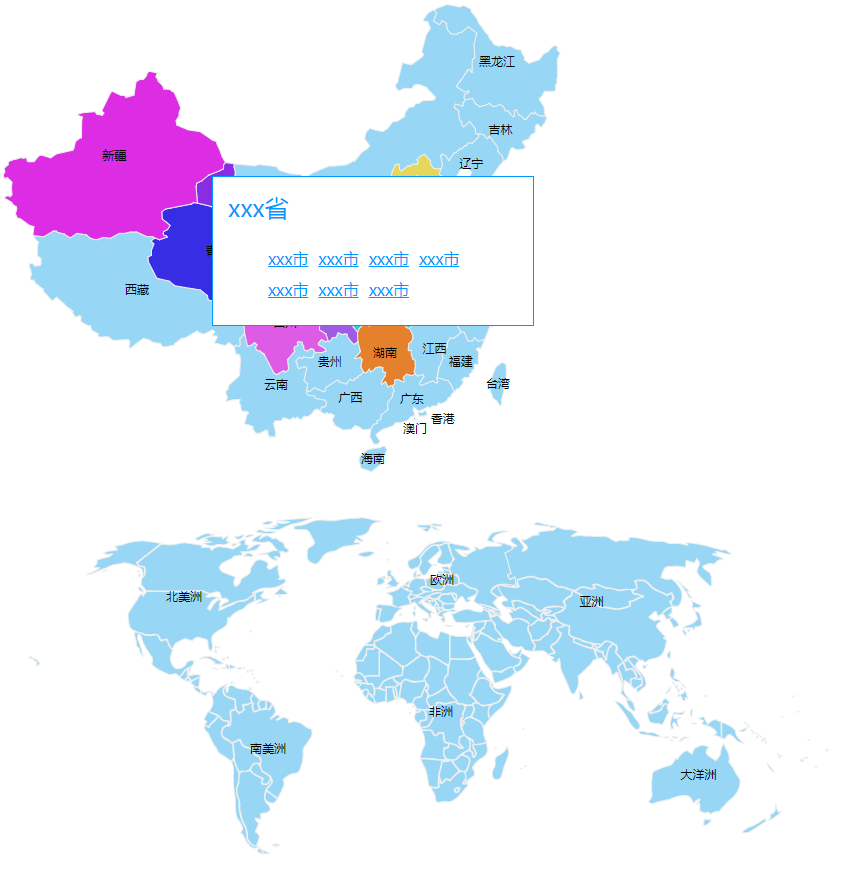 黑龙江
吉林
新疆
辽宁
xxx省
xxx市 xxx市 xxx市 xxx市
西藏
xxx市 xxx市 xxx市
湖南
江西
贵州
福建
云南
台湾
广西
广东
香港
澳门
海南
欧洲
北美洲
亚洲
非洲
南美洲
大洋洲